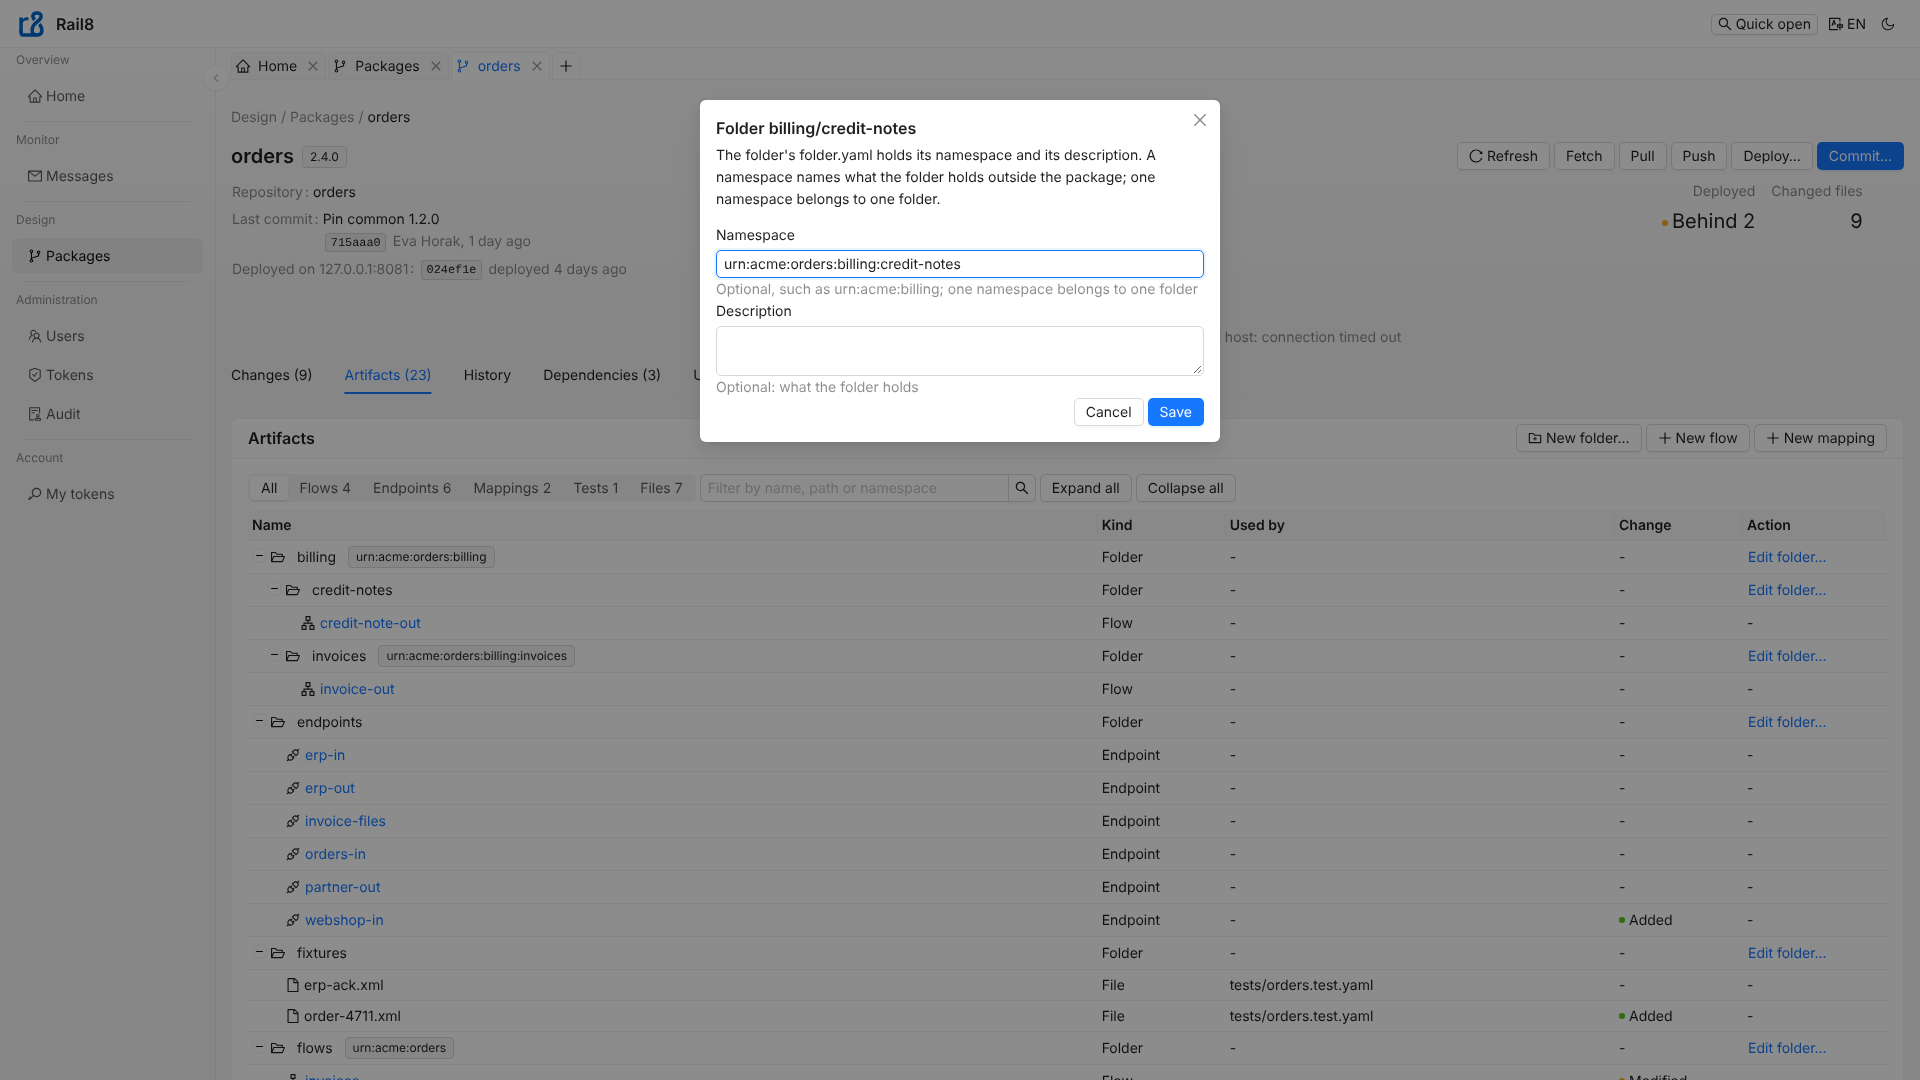 Rail8
Quick open
EN
Overview
Home
Monitor
Messages
Design
Packages
Administration
Users
Tokens
Audit
Account
My tokens
Home
Packages
orders
Design / Packages / orders
orders 2.4.0
Refresh
Fetch
Pull
Push
Deploy...
Commit...
Repository: orders
Last commit: Pin common 1.2.0
715aaa0 Eva Horak, 1 day ago
Deployed on 127.0.0.1:8081: 024ef1e deployed 4 days ago
Deployed
Behind 2
Changed files
9
host: connection timed out
Changes (9)
Artifacts (23)
History
Dependencies (3)
Folder billing/credit-notes
The folder's folder.yaml holds its namespace and its description. A
namespace names what the folder holds outside the package; one
namespace belongs to one folder.
Namespace
urn:acme:orders:billing:credit-notes
Optional, such as urn:acme:billing; one namespace belongs to one folder
Description
Optional: what the folder holds
Cancel
Save
Artifacts
New folder...
New flow
New mapping
All
Flows 4
Endpoints 6
Mappings 2
Tests 1
Files 7
Filter by name, path or namespace
Expand all
Collapse all
Name Kind Used by Change Action
billing urn:acme:orders:billing Folder - - Edit folder...
credit-notes Folder - - Edit folder...
credit-note-out Flow - - -
invoices urn:acme:orders:billing:invoices Folder - - Edit folder...
invoice-out Flow - - -
endpoints Folder - - Edit folder...
erp-in Endpoint - - -
erp-out Endpoint - - -
invoice-files Endpoint - - -
orders-in Endpoint - - -
partner-out Endpoint - - -
webshop-in Endpoint - Added -
fixtures Folder - - Edit folder...
erp-ack.xml File tests/orders.test.yaml - -
order-4711.xml File tests/orders.test.yaml Added -
flows urn:acme:orders Folder - - Edit folder...